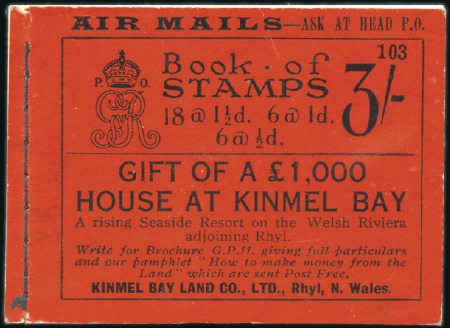 AIR MAILS—ASK AT HEAD P.O.
103
P. O.
GR
Book of
STAMPS
3/-
18 @ 1½d. 6 @ 1d.
6 @ ½d.
GIFT OF A £1,000
HOUSE AT KINMEL BAY
A rising Seaside Resort on the Welsh Riviera
adjoining Rhyl.
Write for Brochure G.P.11. giving full particulars
and our pamphlet "How to make money from the
Land" which are sent Post Free.
KINMEL BAY LAND CO., LTD., Rhyl, N. Wales.